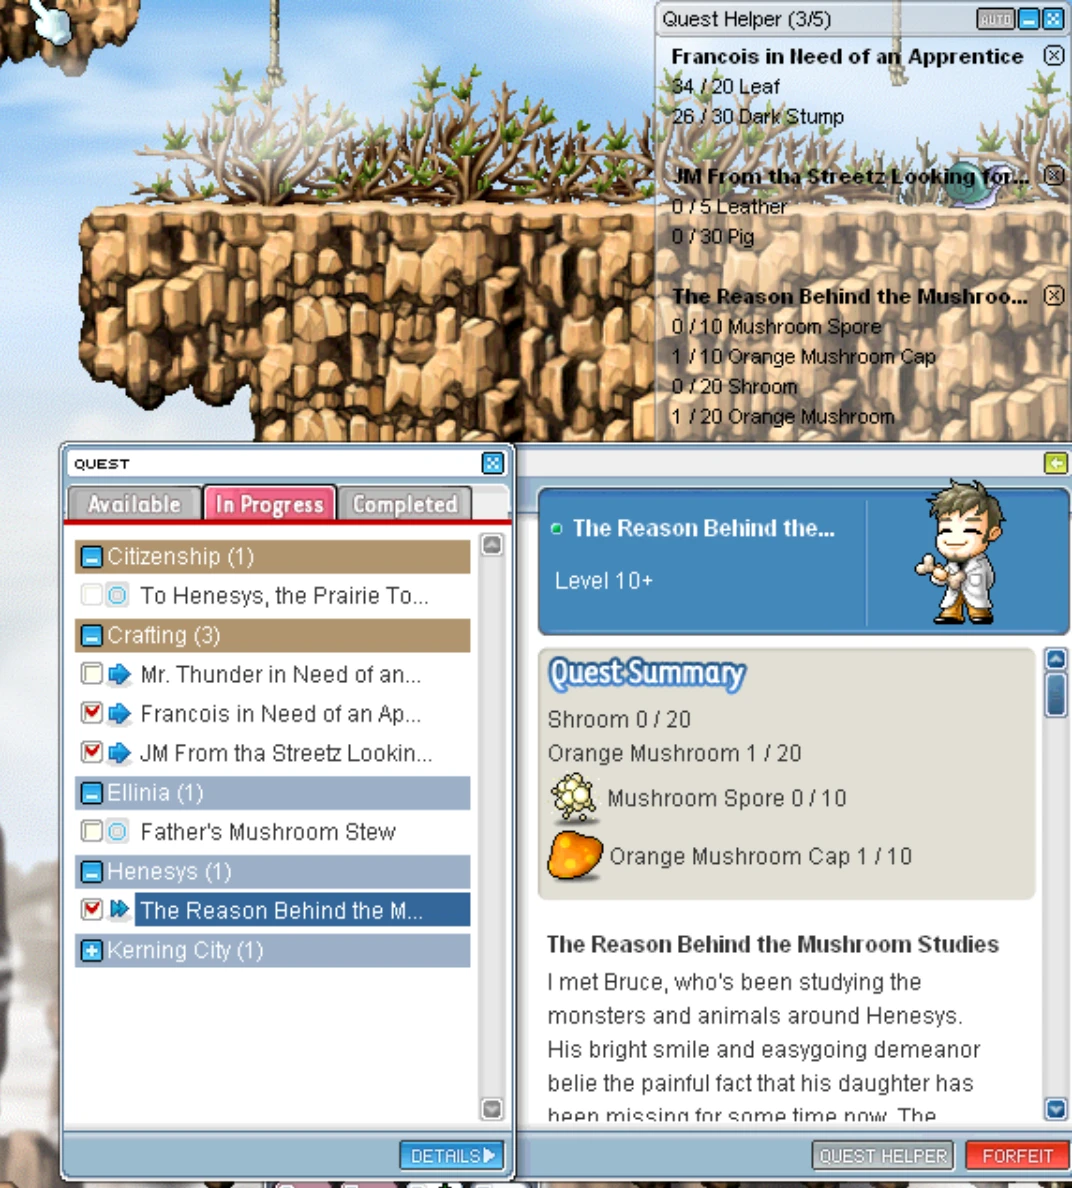 Quest Helper (3/5)
AUTO
Francois in Need of an Apprentice
34 / 20 Leaf
26 / 30 Dark Stump
JM From tha Streetz Looking for...
0 / 5 Leather
0 / 30 Pig
The Reason Behind the Mushroo...
0 / 10 Mushroom Spore
1 / 10 Orange Mushroom Cap
0 / 20 Shroom
1 / 20 Orange Mushroom
QUEST
Available In Progress Completed
Citizenship (1)
To Henesys, the Prairie To...
Crafting (3)
Mr. Thunder in Need of an...
Francois in Need of an Ap...
JM From tha Streetz Lookin...
Ellinia (1)
Father's Mushroom Stew
Henesys (1)
The Reason Behind the M...
Kerning City (1)
DETAILS
The Reason Behind the...
Level 10+
Quest Summary
Shroom 0 / 20
Orange Mushroom 1 / 20
Mushroom Spore 0 / 10
Orange Mushroom Cap 1 / 10
The Reason Behind the Mushroom Studies
I met Bruce, who's been studying the
monsters and animals around Henesys.
His bright smile and easygoing demeanor
belie the painful fact that his daughter has
been missing for some time now. The
QUEST HELPER
FORFEIT